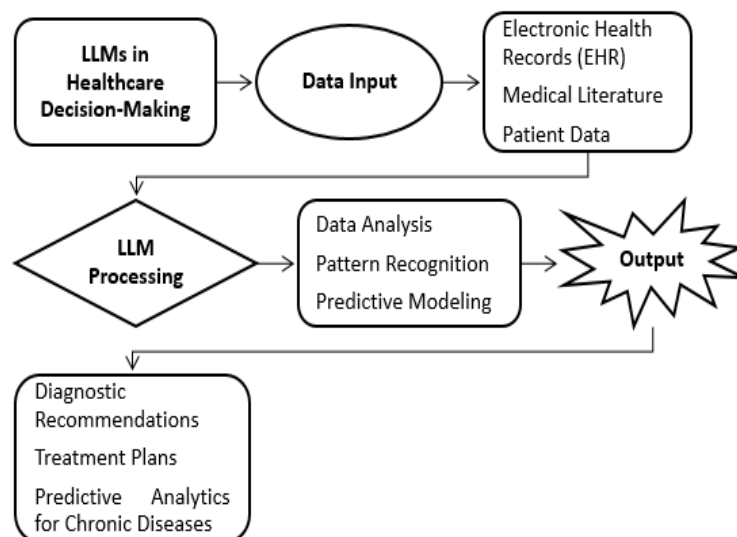 LLMs in
Healthcare
Decision-Making
Data Input
Electronic Health
Records (EHR)
Medical Literature
Patient Data
LLM
Processing
Data Analysis
Pattern Recognition
Predictive Modeling
Output
Diagnostic
Recommendations
Treatment Plans
Predictive Analytics
for Chronic Diseases